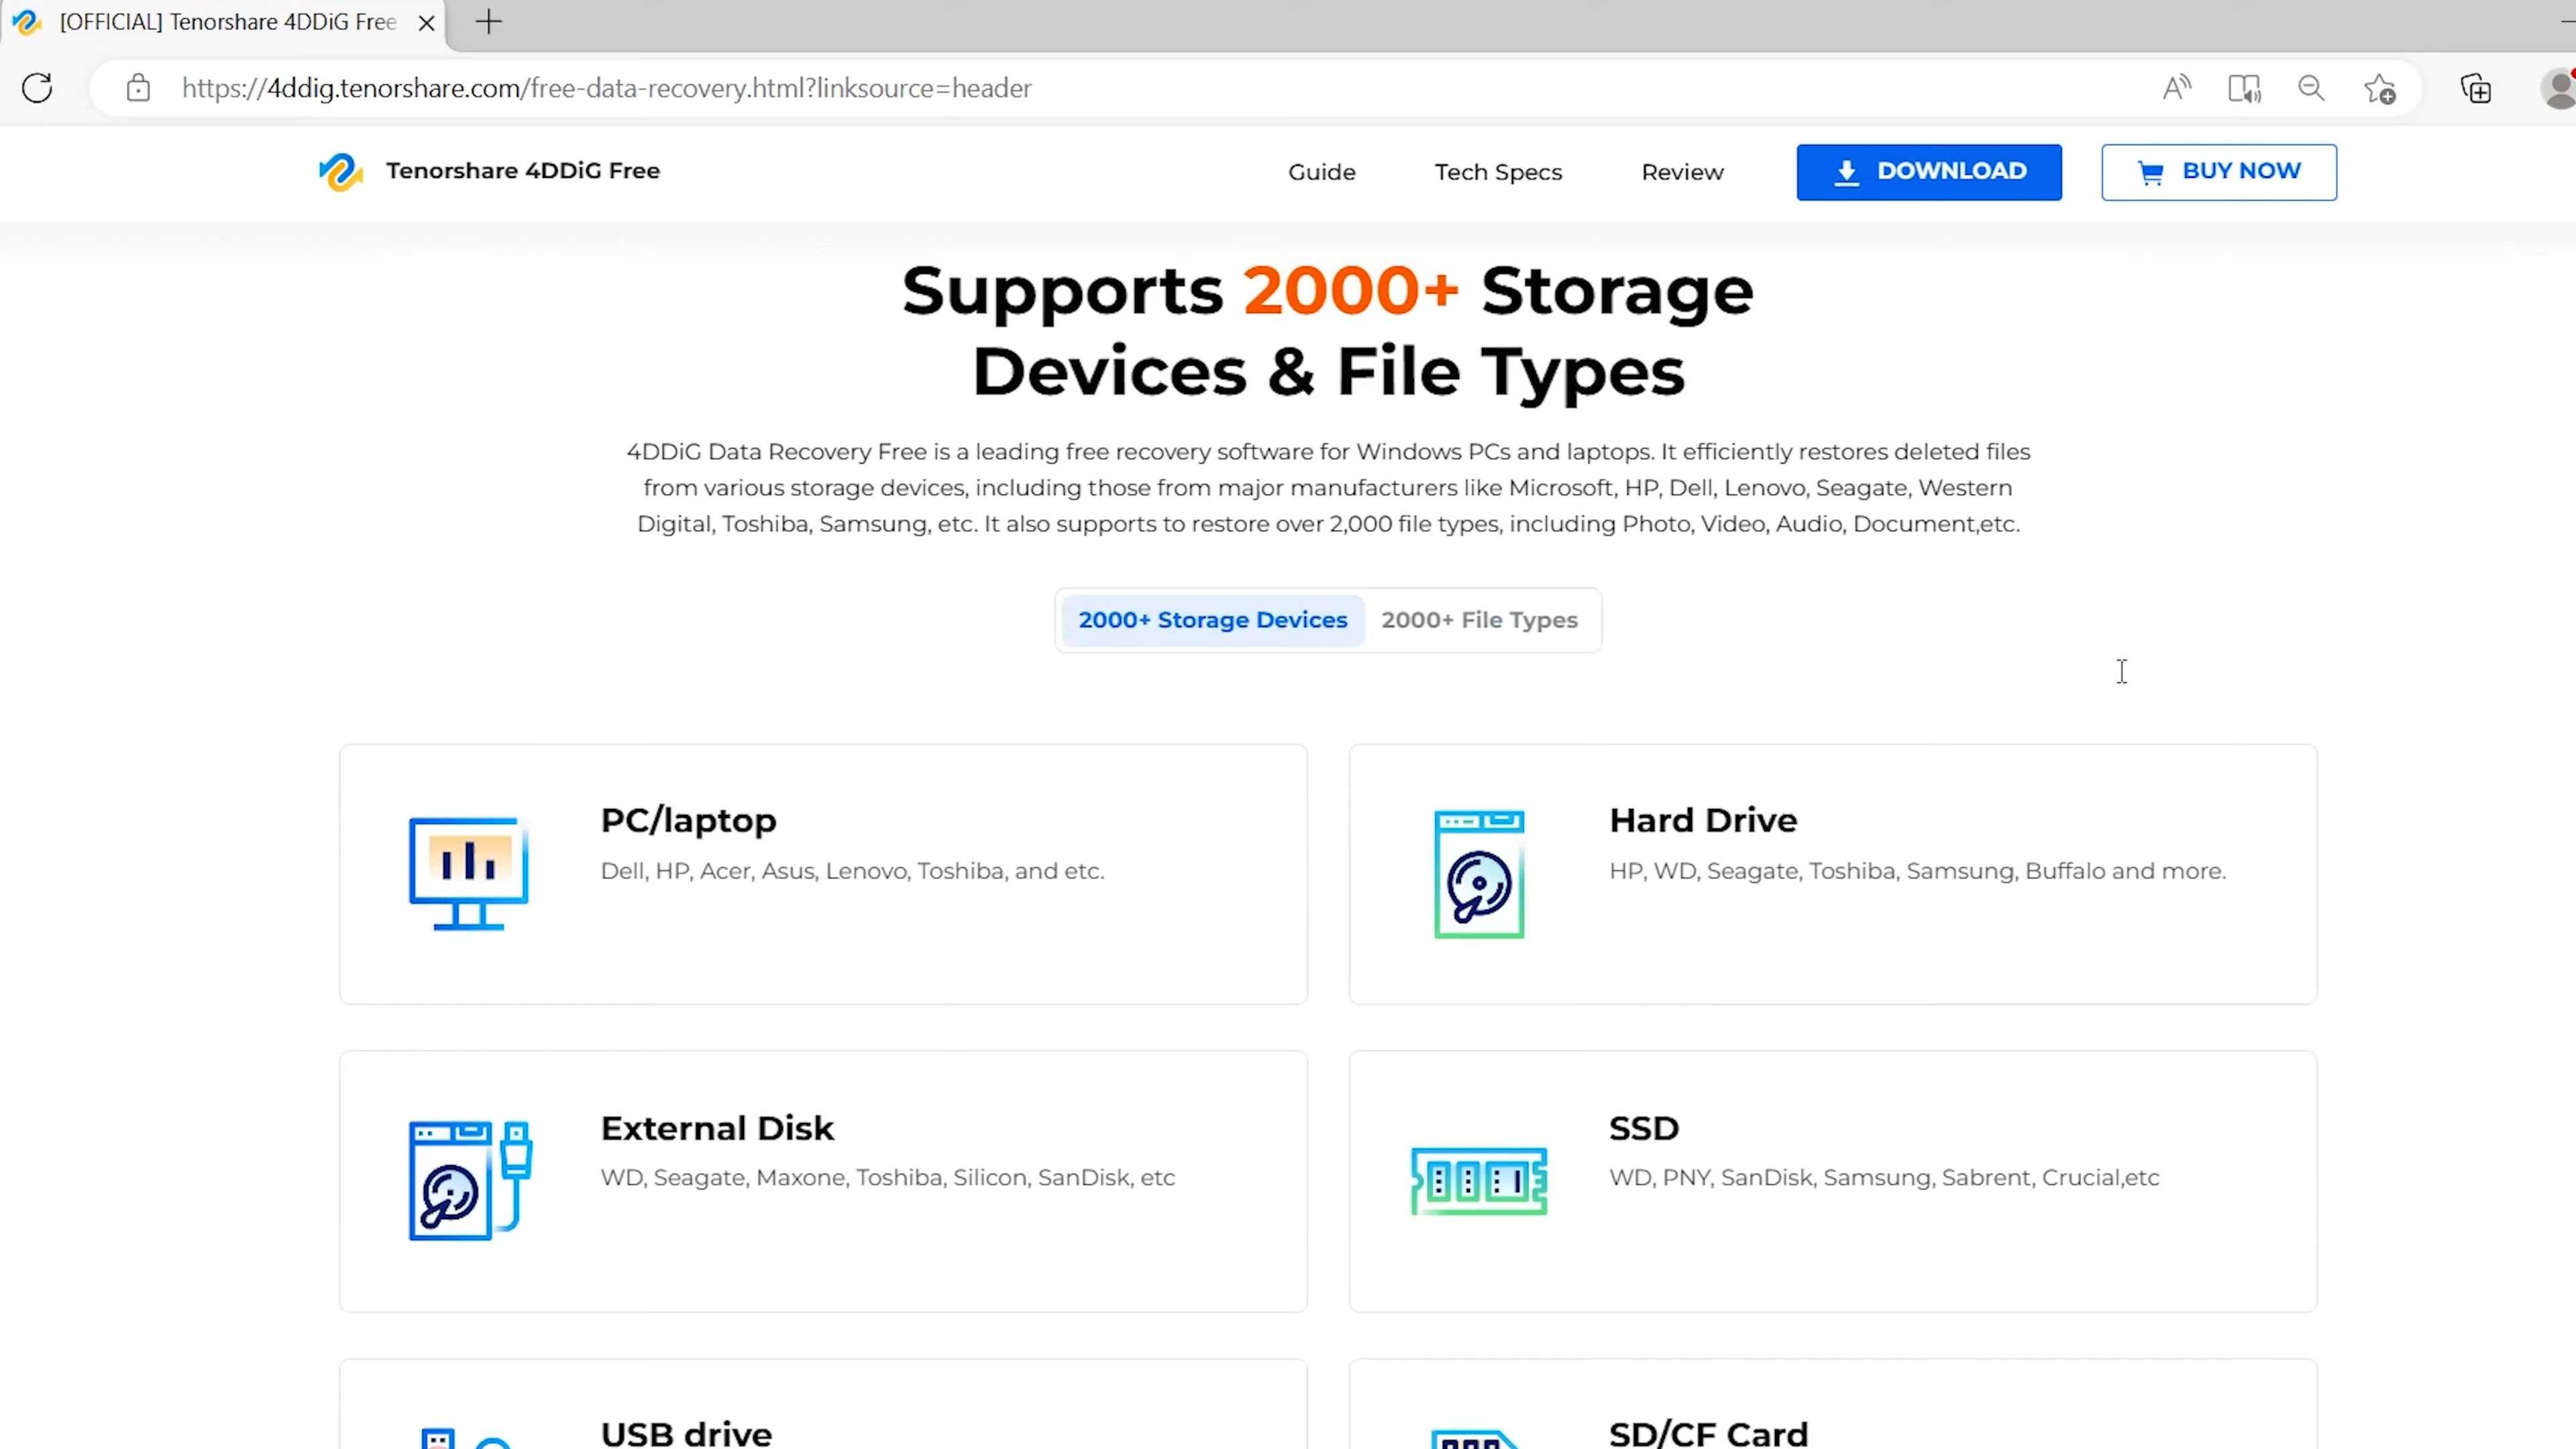 [OFFICIAL] Tenorshare 4DDiG Free
https://4ddig.tenorshare.com/free-data-recovery.html?linksource=header
Tenorshare 4DDiG Free
Guide
Tech Specs
Review
DOWNLOAD
BUY NOW
Supports 2000+ Storage
Devices & File Types
4DDiG Data Recovery Free is a leading free recovery software for Windows PCs and laptops. It efficiently restores deleted files
from various storage devices, including those from major manufacturers like Microsoft, HP, Dell, Lenovo, Seagate, Western
Digital, Toshiba, Samsung, etc. It also supports to restore over 2,000 file types, including Photo, Video, Audio, Document,etc.
2000+ Storage Devices
2000+ File Types
PC/laptop
Dell, HP, Acer, Asus, Lenovo, Toshiba, and etc.
Hard Drive
HP, WD, Seagate, Toshiba, Samsung, Buffalo and more.
External Disk
WD, Seagate, Maxone, Toshiba, Silicon, SanDisk, etc
SSD
WD, PNY, SanDisk, Samsung, Sabrent, Crucial,etc
USB drive
SD/CF Card